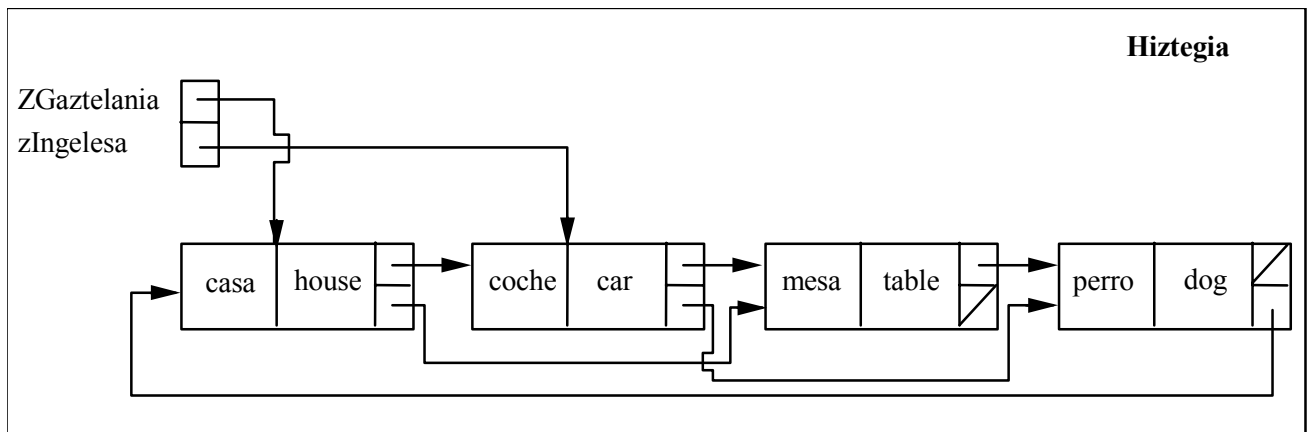 Hiztegia
ZGaztelania
zIngelesa
casa house coche car mesa table perro dog